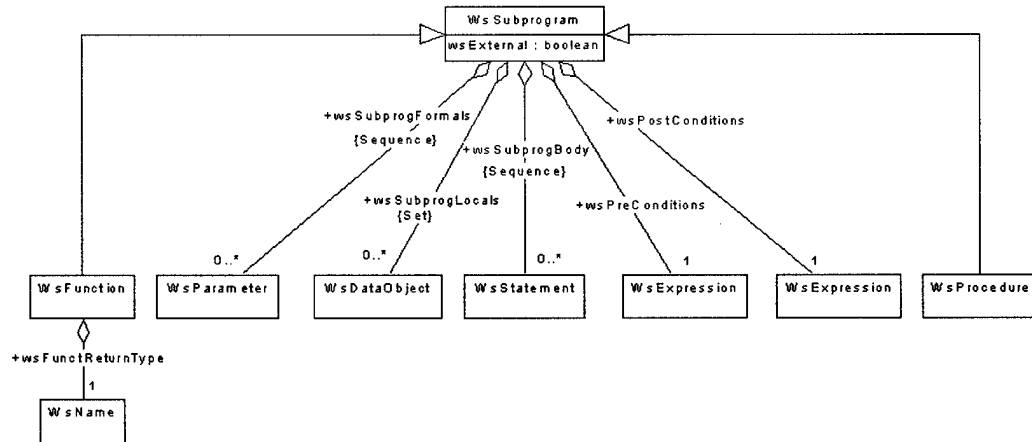 WsSubprogram
wsExternal : boolean
+wsSubprogFormals
{Sequence}
+wsPostConditions
+wsSubprogBody
{Sequence}
+wsSubprogLocals
{Set}
+wsPreConditions
0..*
0..*
0..*
1
1
WsFunction
WsParameter
WsDataObject
WsStatement
WsExpression
WsExpression
WsProcedure
+wsFunctReturnType
1
WsName